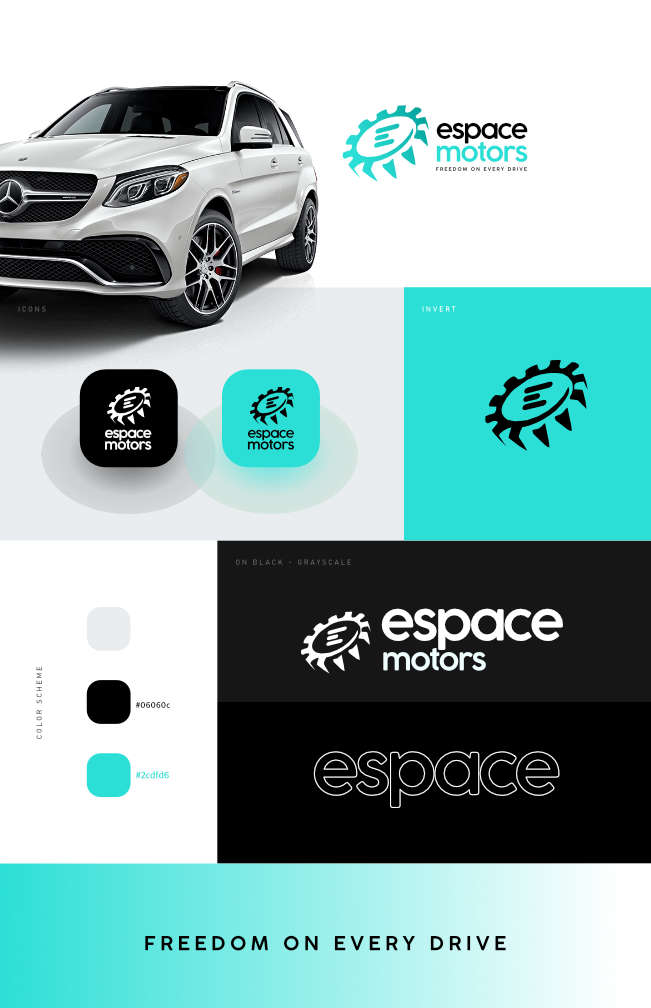 espace
motors
FREEDOM ON EVERY DRIVE
ICONS
INVERT
espace
motors
espace
motors
ON BLACK - GRAYSCALE
espace
motors
COLOR SCHEME
#06060c
#2cdfd6
espace
FREEDOM ON EVERY DRIVE